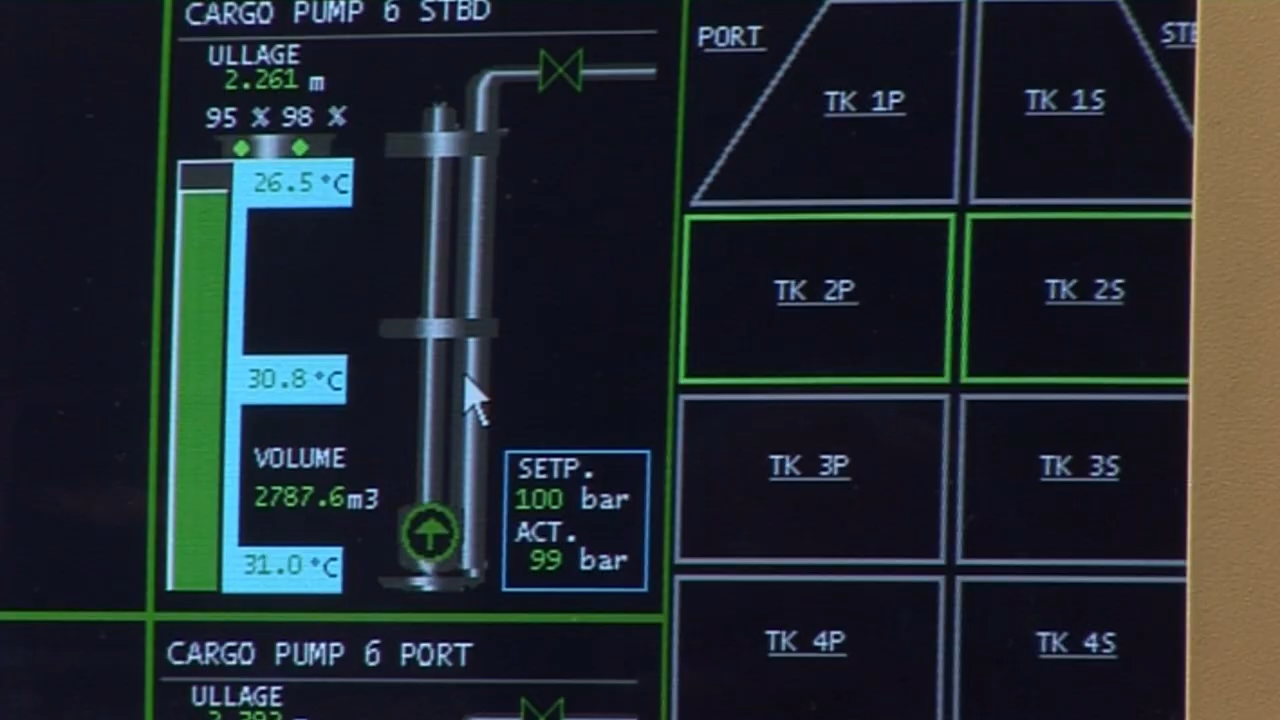 CARGO PUMP 6 STBD
ULLAGE
2.261 m
95 % 98 %
26.5 °C
30.8 °C
VOLUME
2787.6 m3
31.0 °C
SETP.
100 bar
ACT.
99 bar
CARGO PUMP 6 PORT
ULLAGE
PORT
TK 1P
TK 1S
TK 2P
TK 2S
TK 3P
TK 3S
TK 4P
TK 4S